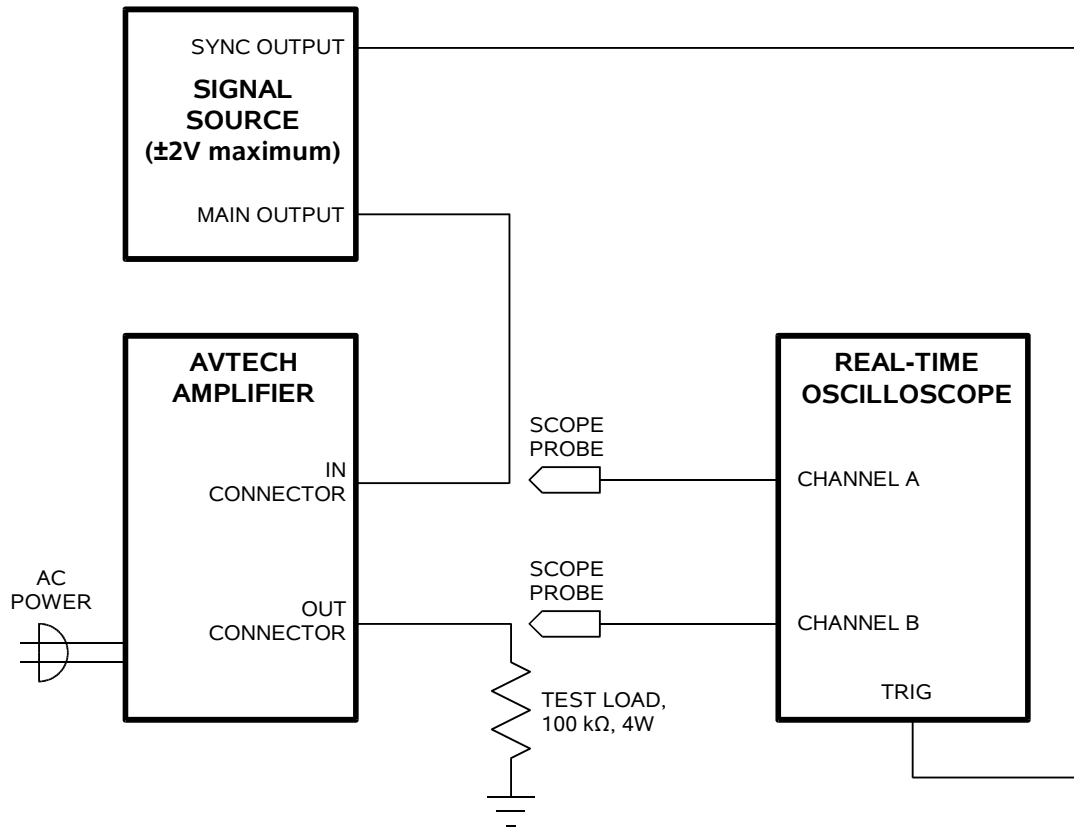 SYNC OUTPUT
SIGNAL
SOURCE
(±2V maximum)
MAIN OUTPUT
AVTECH
AMPLIFIER
IN
CONNECTOR
OUT
CONNECTOR
AC
POWER
SCOPE
PROBE
SCOPE
PROBE
TEST LOAD,
100 kΩ, 4W
REAL-TIME
OSCILLOSCOPE
CHANNEL A
CHANNEL B
TRIG